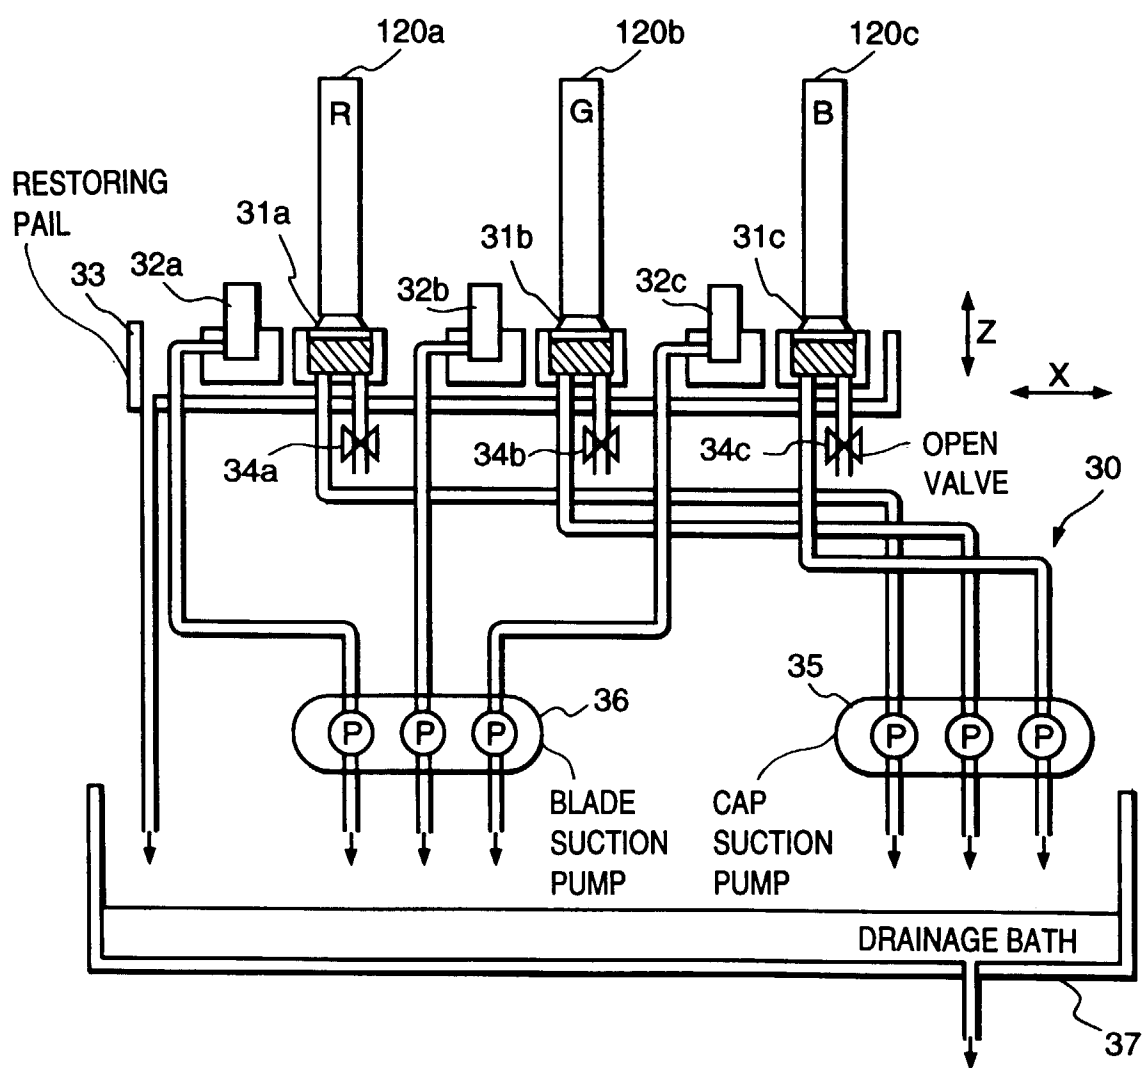 120a
120b
120c
R
G
B
RESTORING
PAIL
31a
31b
31c
33
32a
32b
32c
Z
X
34a
34b
34c
OPEN
VALVE
30
36
35
P
P
P
P
P
P
BLADE
SUCTION
PUMP
CAP
SUCTION
PUMP
DRAINAGE BATH
37